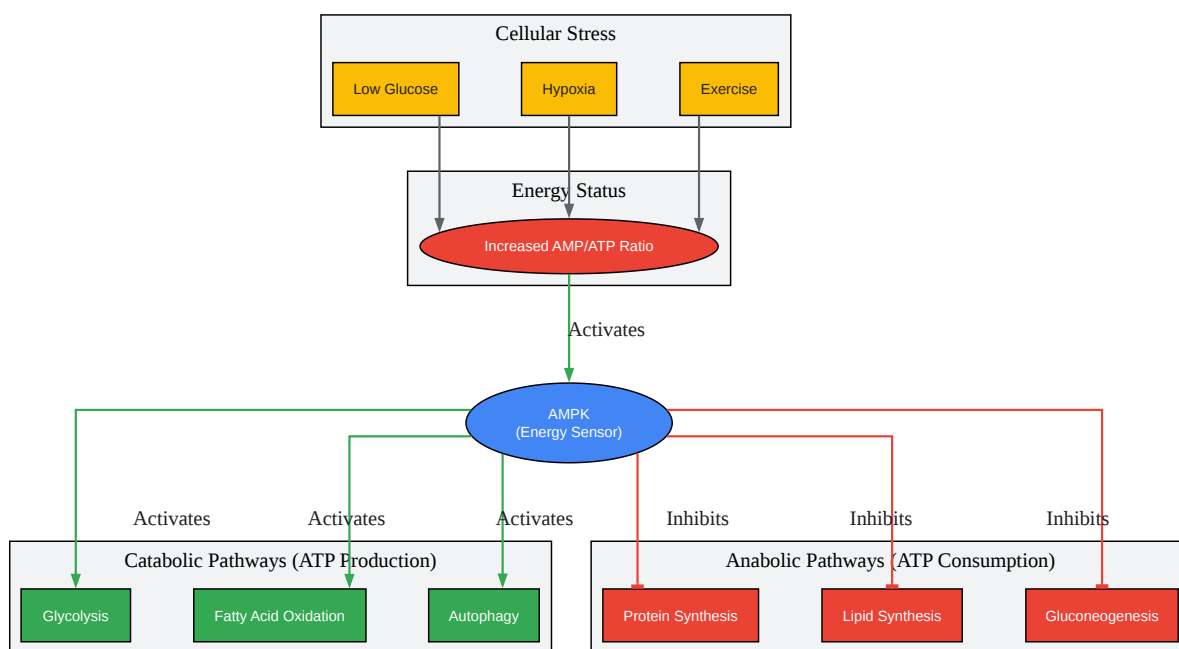 Cellular Stress
Low Glucose
Hypoxia
Exercise
Energy Status
Increased AMP/ATP Ratio
Activates
AMPK
(Energy Sensor)
Activates
Activates
Activates
Inhibits
Inhibits
Inhibits
Catabolic Pathways (ATP Production)
Anabolic Pathways (ATP Consumption)
Glycolysis
Fatty Acid Oxidation
Autophagy
Protein Synthesis
Lipid Synthesis
Gluconeogenesis